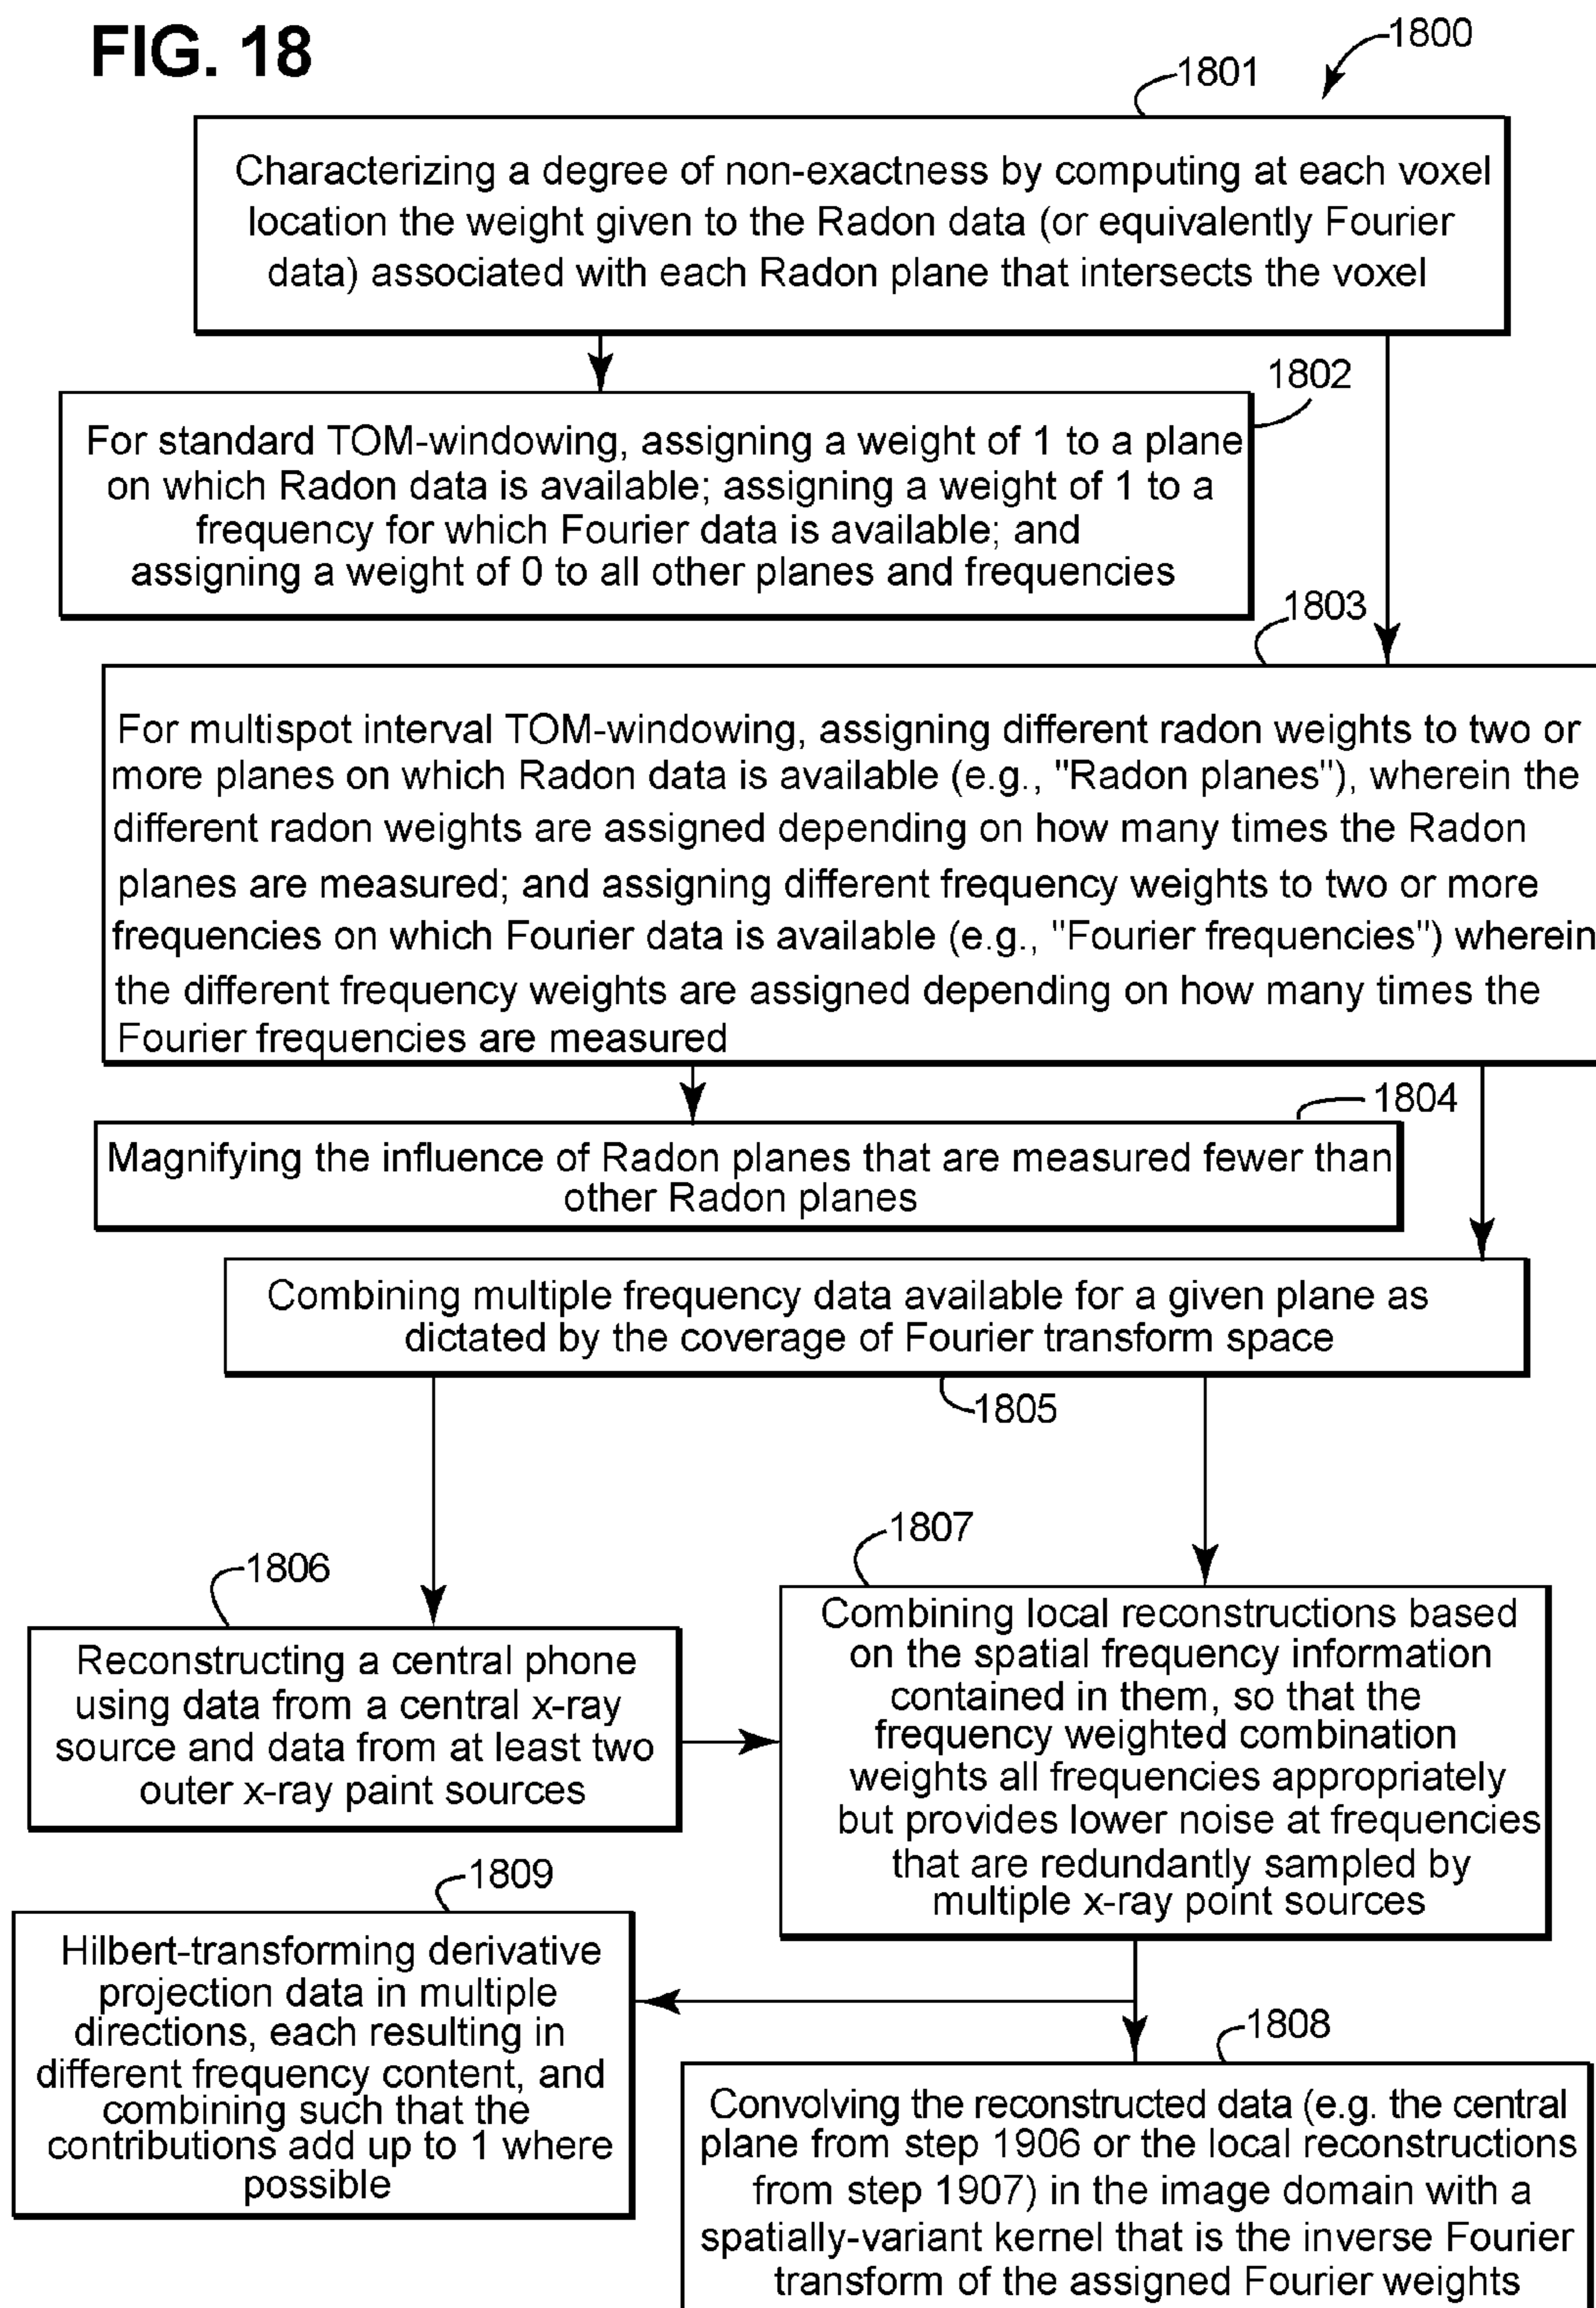 FIG. 18
1800
1801
Characterizing a degree of non-exactness by computing at each voxel
location the weight given to the Radon data (or equivalently Fourier
data) associated with each Radon plane that intersects the voxel
1802
For standard TOM-windowing, assigning a weight of 1 to a plane
on which Radon data is available; assigning a weight of 1 to a
frequency for which Fourier data is available; and
assigning a weight of 0 to all other planes and frequencies
1803
For multispot interval TOM-windowing, assigning different radon weights to two or
more planes on which Radon data is available (e.g., "Radon planes"), wherein the
different radon weights are assigned depending on how many times the Radon
planes are measured; and assigning different frequency weights to two or more
frequencies on which Fourier data is available (e.g., "Fourier frequencies") wherein
the different frequency weights are assigned depending on how many times the
Fourier frequencies are measured
1804
Magnifying the influence of Radon planes that are measured fewer than
other Radon planes
Combining multiple frequency data available for a given plane as
dictated by the coverage of Fourier transform space
1805
1806
Reconstructing a central phone
using data from a central x-ray
source and data from at least two
outer x-ray paint sources
1807
Combining local reconstructions based
on the spatial frequency information
contained in them, so that the
frequency weighted combination
weights all frequencies appropriately
but provides lower noise at frequencies
that are redundantly sampled by
multiple x-ray point sources
1809
Hilbert-transforming derivative
projection data in multiple
directions, each resulting in
different frequency content, and
combining such that the
contributions add up to 1 where
possible
1808
Convolving the reconstructed data (e.g. the central
plane from step 1906 or the local reconstructions
from step 1907) in the image domain with a
spatially-variant kernel that is the inverse Fourier
transform of the assigned Fourier weights